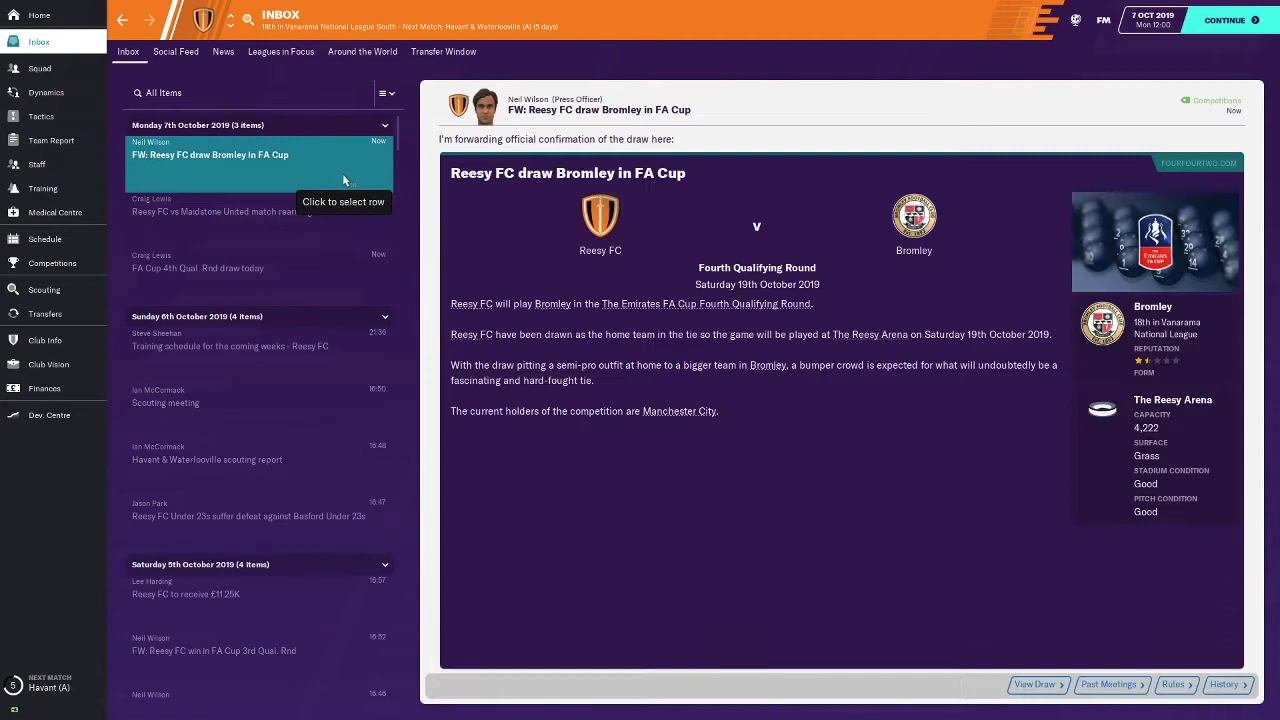 Home
Inbox
Squad
Dynamics
Tactics
Team Report
Staff
Training
Medical Centre
Schedule
Competitions
Scouting
Transfers
Club Info
Club Vision
Finances
Dev. Centre
NEXT MATCH
5 Havant (A)
INBOX
18th in Vanarama National League South - Next Match: Havant & Waterlooville (A) (5 days)
FM
7 OCT 2019
Mon 12:00
CONTINUE
Inbox Social Feed News Leagues in Focus Around the World Transfer Window
All Items
Monday 7th October 2019 (3 items)
Neil Wilson Now
FW: Reesy FC draw Bromley in FA Cup
Click to select row
Craig Lewis
Reesy FC vs Maidstone United match
Craig Lewis Now
FA Cup 4th Qual. Rnd draw today
Sunday 6th October 2019 (4 items)
Steve Sheehan 21:36
Training schedule for the coming weeks - Reesy FC
Ian McCormack 16:50
Scouting meeting
Ian McCormack 16:48
Havant & Waterlooville scouting report
Jason Park 16:47
Reesy FC Under 23s suffer defeat against Basford Under 23s
Saturday 5th October 2019 (4 items)
Lee Harding 16:57
Reesy FC to receive £11.25K
Neil Wilson 16:52
FW: Reesy FC win in FA Cup 3rd Qual. Rnd
Neil Wilson 16:46
Neil Wilson (Press Officer)
FW: Reesy FC draw Bromley in FA Cup
Competitions
Now
I'm forwarding official confirmation of the draw here:
FOURFOURTWO.COM
Reesy FC draw Bromley in FA Cup
v
Reesy FC Bromley
Fourth Qualifying Round
Saturday 19th October 2019
Reesy FC will play Bromley in the The Emirates FA Cup Fourth Qualifying Round.
Reesy FC have been drawn as the home team in the tie so the game will be played at The Reesy Arena on Saturday 19th October 2019.
With the draw pitting a semi-pro outfit at home to a bigger team in Bromley, a bumper crowd is expected for what will undoubtedly be a
fascinating and hard-fought tie.
The current holders of the competition are Manchester City.
The Emirates
FA CUP
Bromley
18th in Vanarama
National League
REPUTATION
FORM
The Reesy Arena
CAPACITY
4,222
SURFACE
Grass
STADIUM CONDITION
Good
PITCH CONDITION
Good
View Draw Past Meetings Rules History